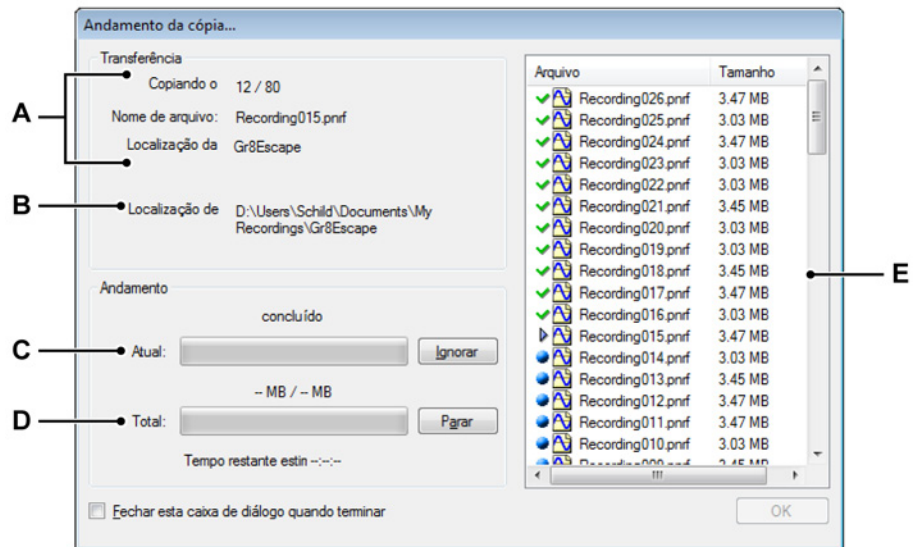 Andamento da cópia...
Transferência
Copiando o 12 / 80
Nome de arquivo: Recording015.pnrf
Localização da Gr8Escape
Localização de D:\Users\Schild\Documents\My
Recordings\Gr8Escape
Andamento
concluído
Atual: Ignorar
-- MB / -- MB
Total: Parar
Tempo restante estin --:--:--
Fechar esta caixa de diálogo quando terminar
Arquivo Tamanho
Recording026.pnrf 3.47 MB
Recording025.pnrf 3.03 MB
Recording024.pnrf 3.47 MB
Recording023.pnrf 3.03 MB
Recording022.pnrf 3.03 MB
Recording021.pnrf 3.45 MB
Recording020.pnrf 3.03 MB
Recording019.pnrf 3.03 MB
Recording018.pnrf 3.45 MB
Recording017.pnrf 3.47 MB
Recording016.pnrf 3.03 MB
Recording015.pnrf 3.47 MB
Recording014.pnrf 3.03 MB
Recording013.pnrf 3.45 MB
Recording012.pnrf 3.47 MB
Recording011.pnrf 3.47 MB
Recording010.pnrf 3.03 MB
Recording009.pnrf 3.45 MB
OK
A
B
C
D
E